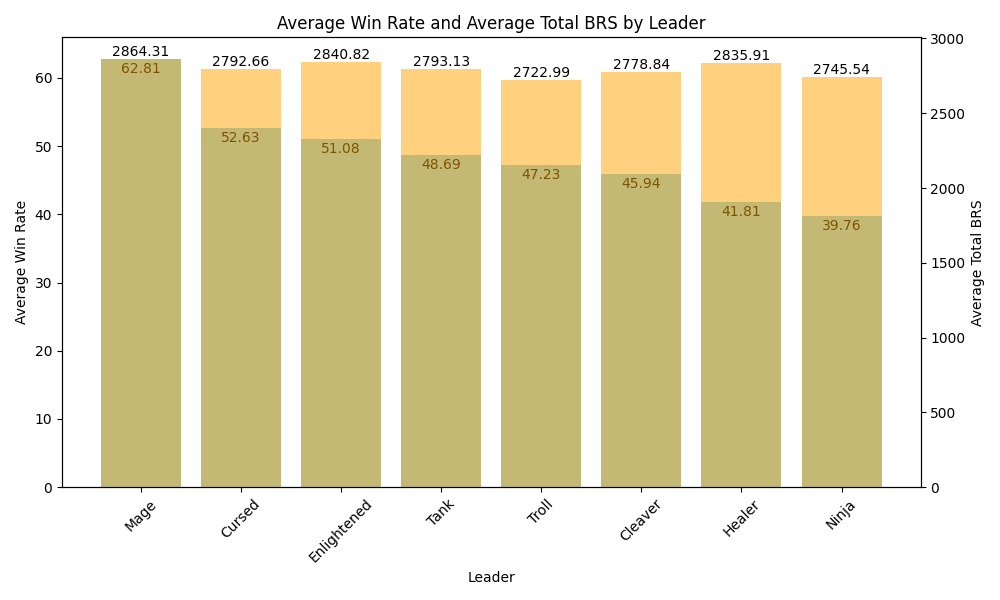 Average Win Rate and Average Total BRS by Leader
2864.31
2792.66
2840.82
2793.13
2722.99
2778.84
2835.91
2745.54
62.81
52.63
51.08
48.69
47.23
45.94
41.81
39.76
Average Win Rate
60
50
40
30
20
10
0
Average Total BRS
3000
2500
2000
1500
1000
500
0
Mage
Cursed
Enlightened
Tank
Troll
Cleaver
Healer
Ninja
Leader